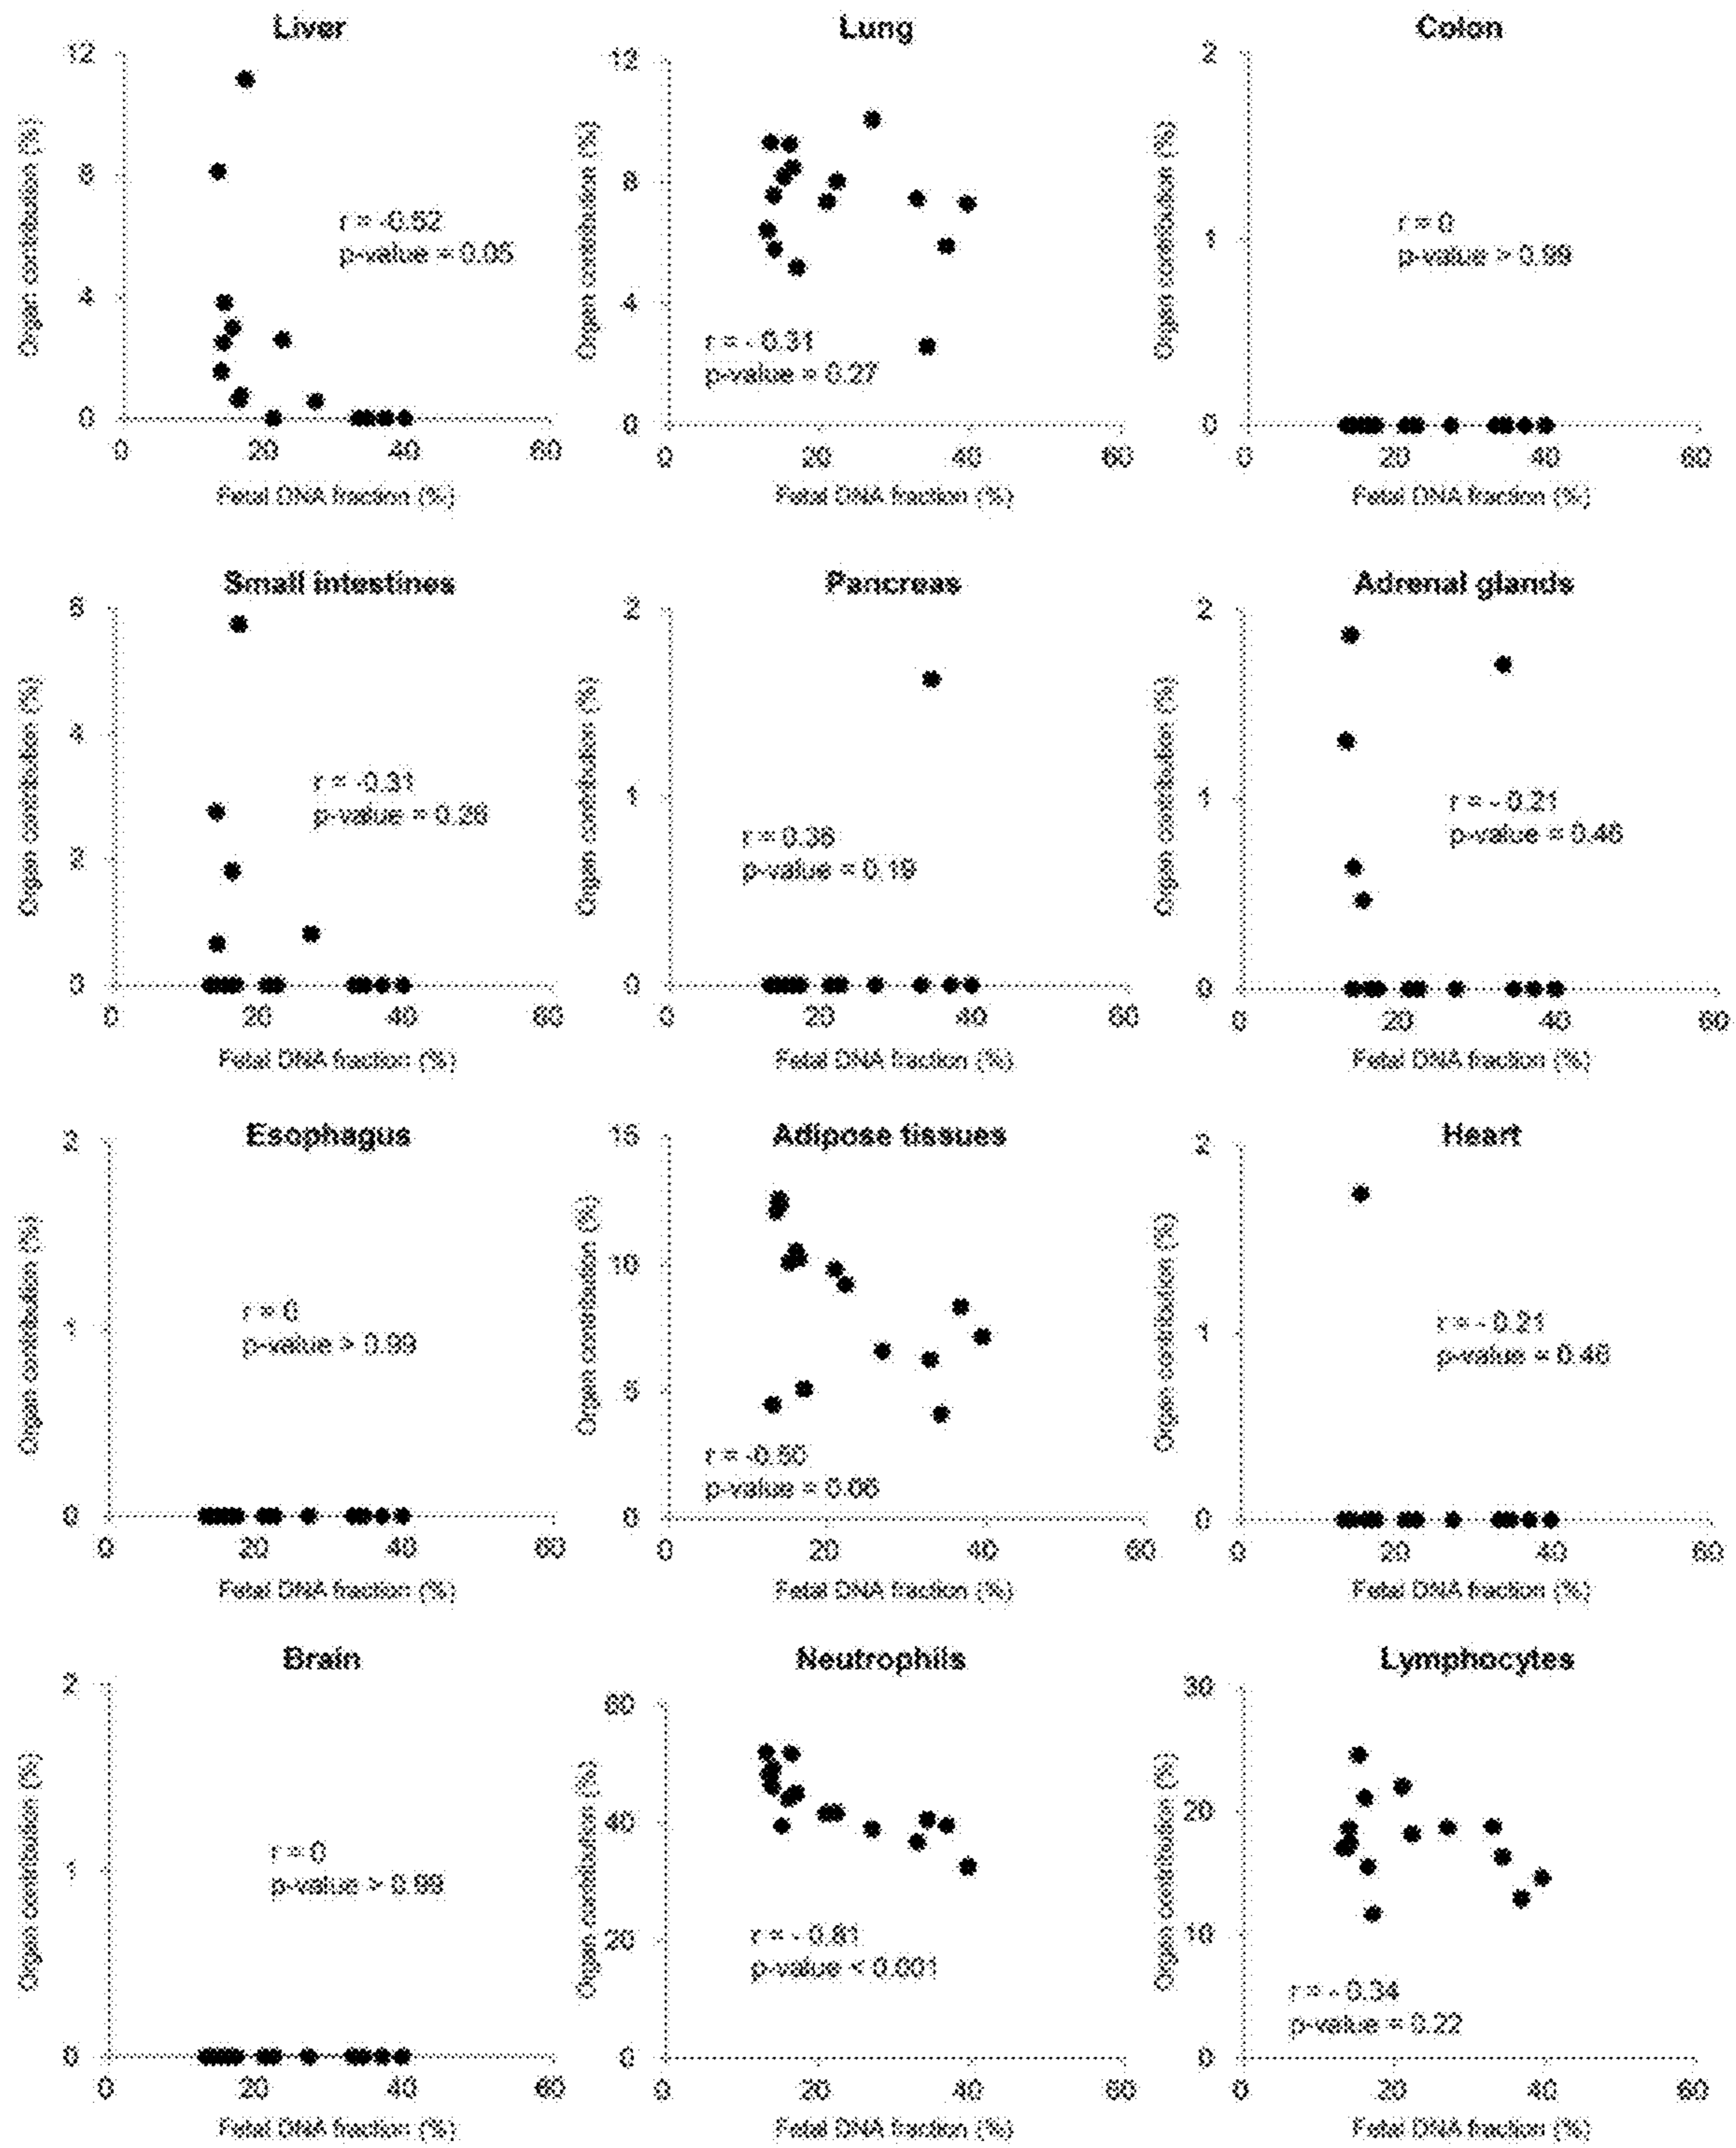 Liver
12
8
4
0
0 20 40 60
Organ contribution (%)
r = -0.52
p-value = 0.05
Fetal DNA fraction (%)
Lung
12
8
4
0
0 20 40 60
Organ contribution (%)
r = - 0.31
p-value = 0.27
Fetal DNA fraction (%)
Colon
2
1
0
0 20 40 60
Organ contribution (%)
r = 0
p-value > 0.99
Fetal DNA fraction (%)
Small intestines
6
4
2
0
0 20 40 60
Organ contribution (%)
r = -0.31
p-value = 0.28
Fetal DNA fraction (%)
Pancreas
2
1
0
0 20 40 60
Organ contribution (%)
r = 0.38
p-value = 0.19
Fetal DNA fraction (%)
Adrenal glands
2
1
0
0 20 40 60
Organ contribution (%)
r = - 0.21
p-value = 0.46
Fetal DNA fraction (%)
Esophagus
2
1
0
0 20 40 60
Organ contribution (%)
r = 0
p-value > 0.99
Fetal DNA fraction (%)
Adipose tissues
15
10
5
0
0 20 40 60
Organ contribution (%)
r = -0.50
p-value = 0.06
Fetal DNA fraction (%)
Heart
2
1
0
0 20 40 60
Organ contribution (%)
r = - 0.21
p-value = 0.46
Fetal DNA fraction (%)
Brain
2
1
0
0 20 40 60
Organ contribution (%)
r = 0
p-value > 0.99
Fetal DNA fraction (%)
Neutrophils
60
40
20
0
0 20 40 60
Organ contribution (%)
r = - 0.81
p-value < 0.001
Fetal DNA fraction (%)
Lymphocytes
30
20
10
0
0 20 40 60
Organ contribution (%)
r = - 0.34
p-value = 0.22
Fetal DNA fraction (%)